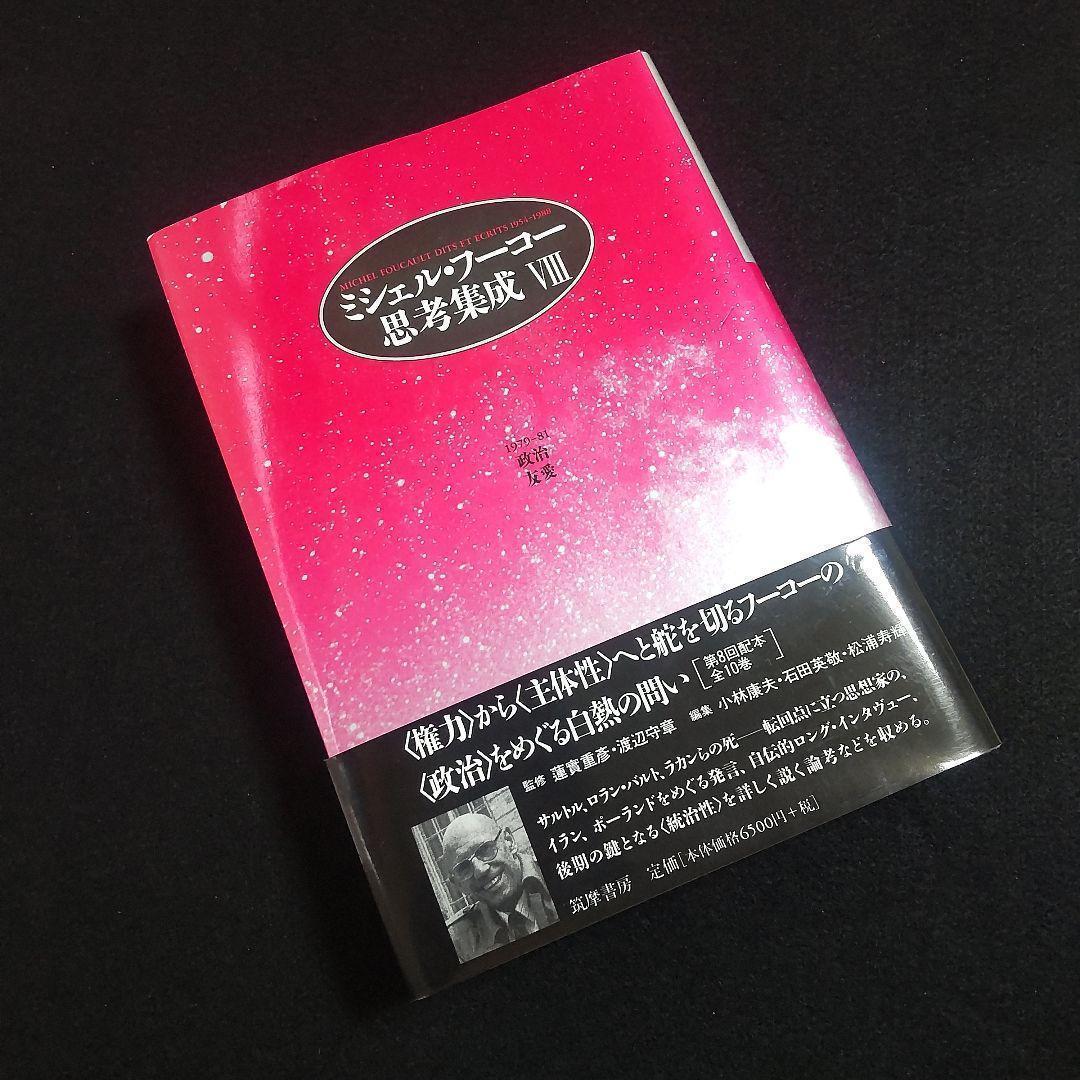 MICHEL FOUCAULT DITS ET ECRITS 1954-1988
ミシェル・フーコー
思考集成 VIII
1979-81
政治
友愛
〈権力〉から〈主体性〉へと舵を切るフーコーの
〈政治〉をめぐる白熱の問い
[第8回配本
全10巻]
監修 蓮實重彥・渡辺守章 編集 小林康夫・石田英敬・松浦寿輝
サルトル、ロラン・バルト、ラカンらの死──転回点に立つ思想家の、
イラン、ポーランドをめぐる発言、自伝的ロング・インタヴュー、
後期の鍵となる〈統治性〉を詳しく説く論考などを収める。
筑摩書房 定価[本体価格6500円+税]